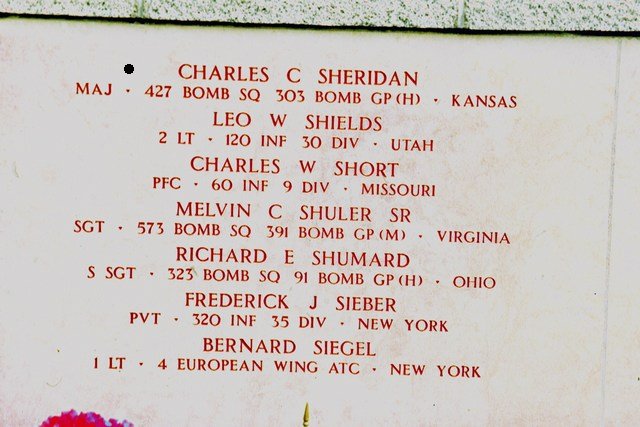 CHARLES C SHERIDAN
MAJ · 427 BOMB SQ 303 BOMB GP (H) · KANSAS
LEO W SHIELDS
2 LT · 120 INF 30 DIV · UTAH
CHARLES W SHORT
PFC · 60 INF 9 DIV · MISSOURI
MELVIN C SHULER SR
SGT · 573 BOMB SQ 391 BOMB GP (M) · VIRGINIA
RICHARD E SHUMARD
S SGT · 323 BOMB SQ 91 BOMB GP (H) · OHIO
FREDERICK J SIEBER
PVT · 320 INF 35 DIV · NEW YORK
BERNARD SIEGEL
1 LT · 4 EUROPEAN WING ATC · NEW YORK